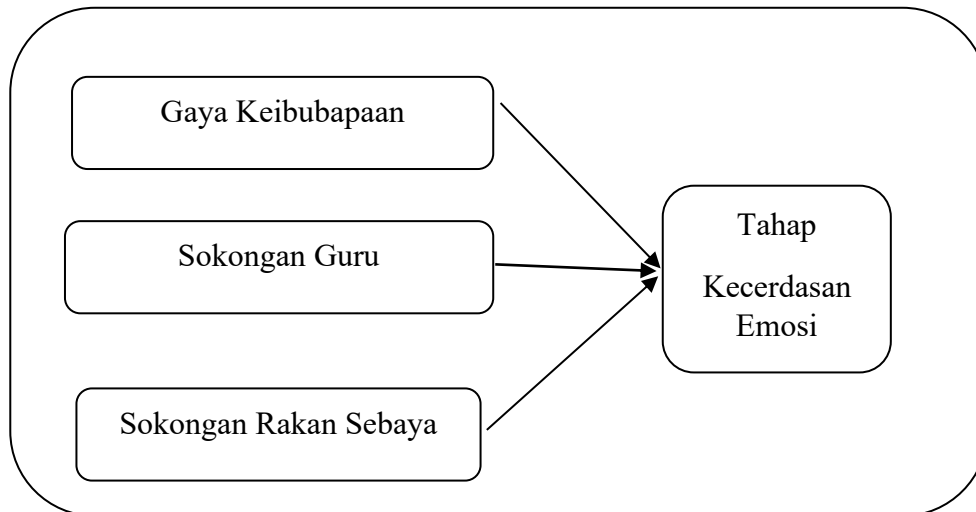 Gaya Keibubapaan
Sokongan Guru
Sokongan Rakan Sebaya
Tahap
Kecerdasan
Emosi